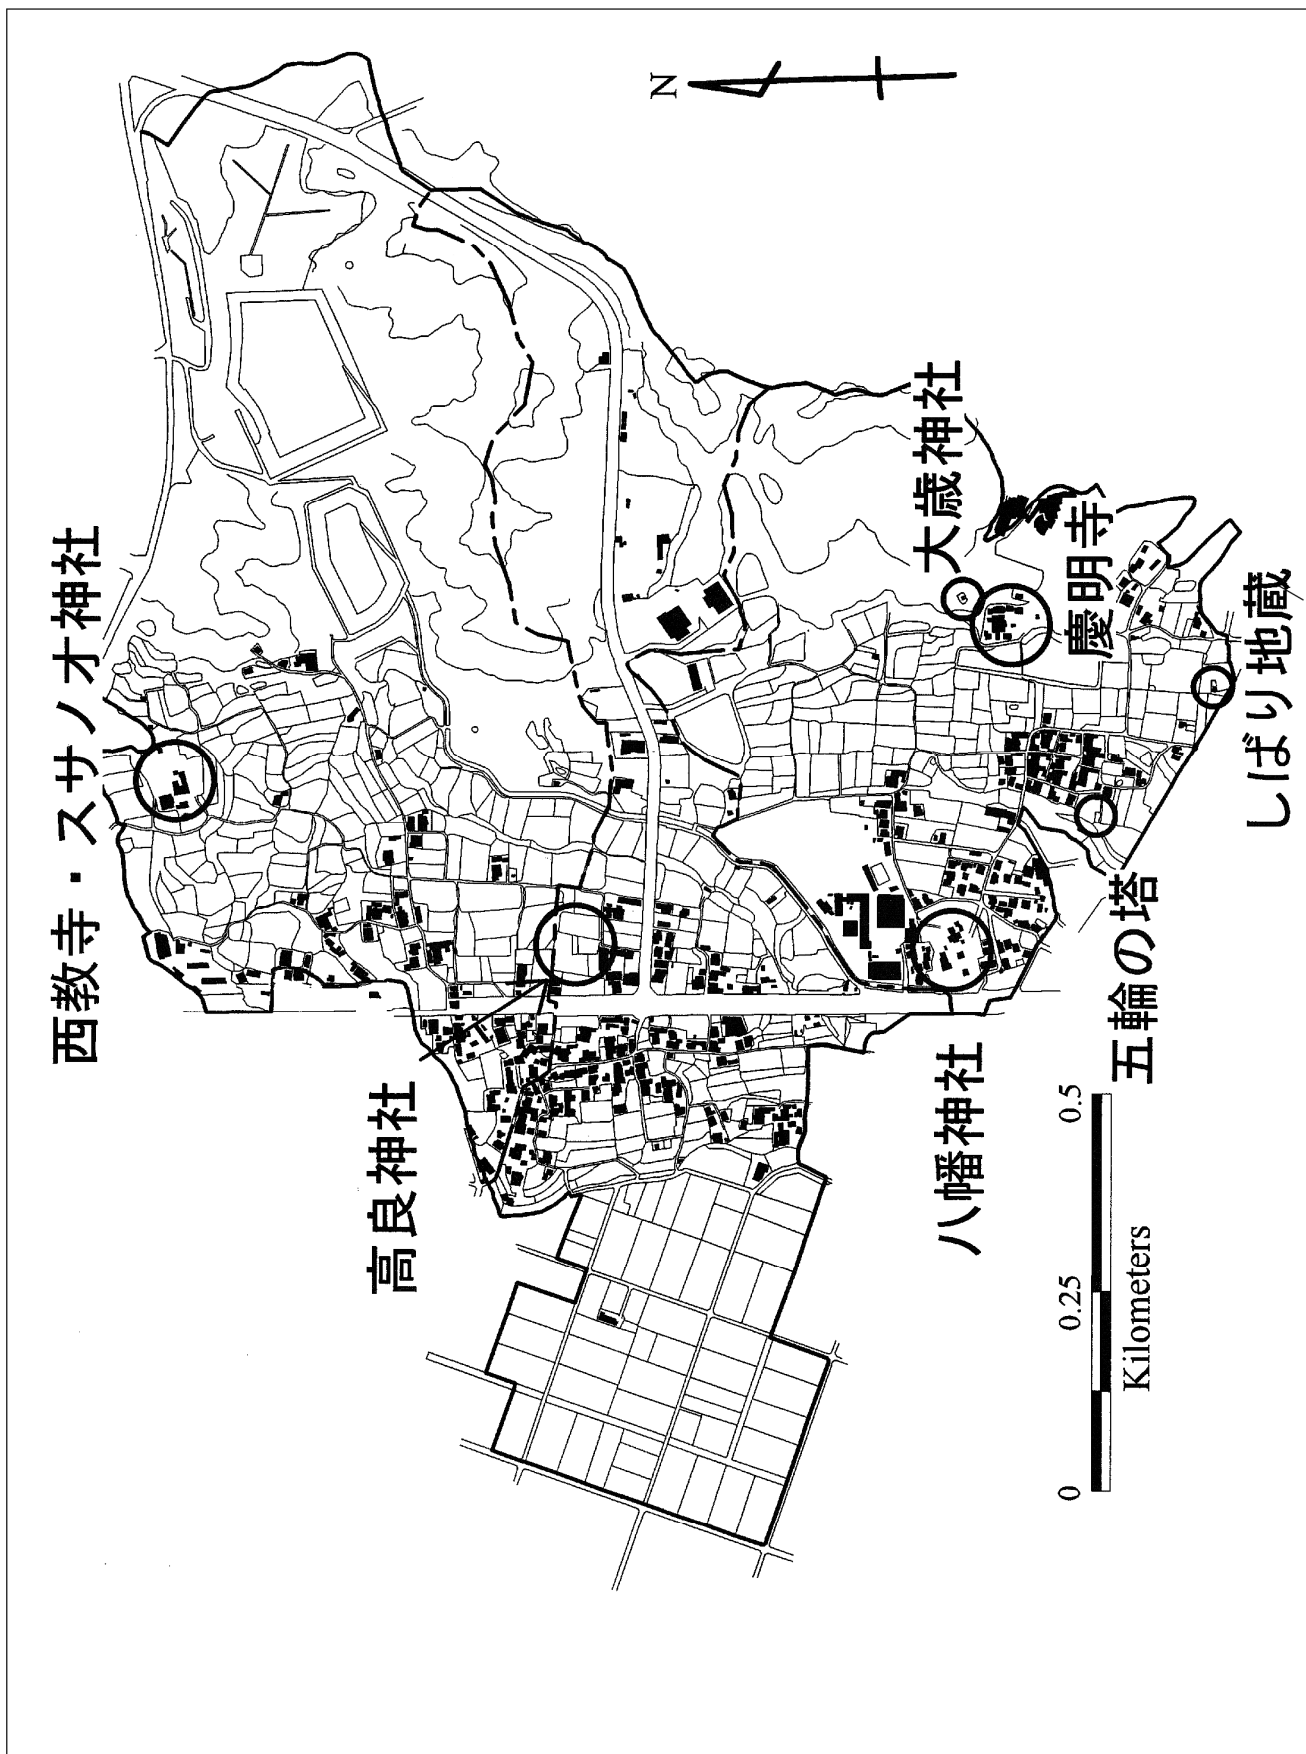 西教寺・スサノオ神社
高良神社
N
大歳神社
慶明寺
しばり地蔵
五輪の塔
八幡神社
0 0.25 0.5
Kilometers